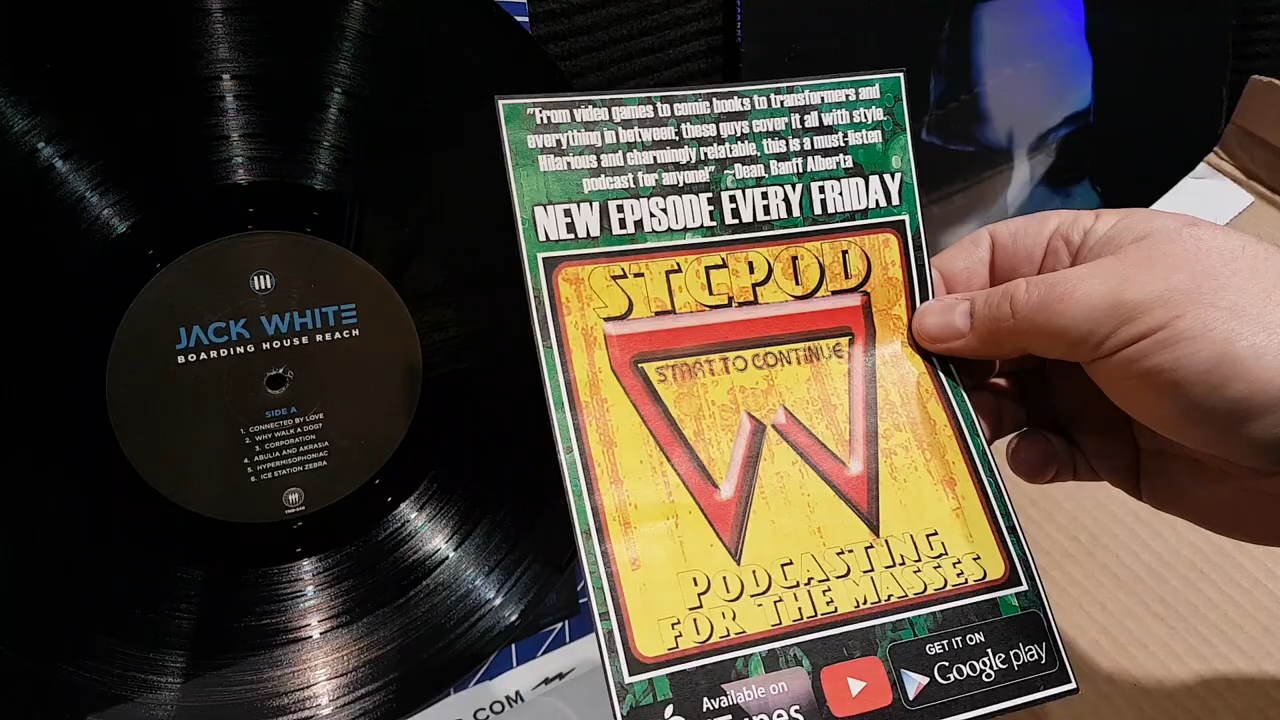 III
JACK WHITE
BOARDING HOUSE REACH
SIDE A
1. CONNECTED BY LOVE
2. WHY WALK A DOG?
3. CORPORATION
4. ABULIA AND AKRASIA
5. HYPERMISOPHONIAC
6. ICE STATION ZEBRA
"From video games to comic books to transformers and
everything in between; these guys cover it all with style.
Hilarious and charmingly relatable, this is a must-listen
podcast for anyone!" ~Dean, Banff Alberta
NEW EPISODE EVERY FRIDAY
STCPOD
START TO CONTINUE
PODCASTING
FOR THE MASSES
Available on
iTunes
GET IT ON
Google play
.COM